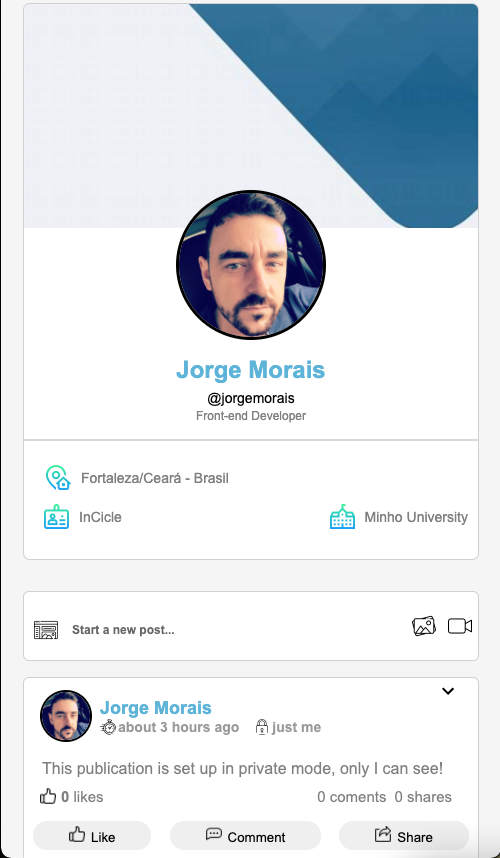 Jorge Morais
@jorgemorais
Front-end Developer
Fortaleza/Ceará - Brasil
InCicle Minho University
Start a new post...
Jorge Morais
about 3 hours ago just me
This publication is set up in private mode, only I can see!
0 likes 0 coments 0 shares
Like Comment Share